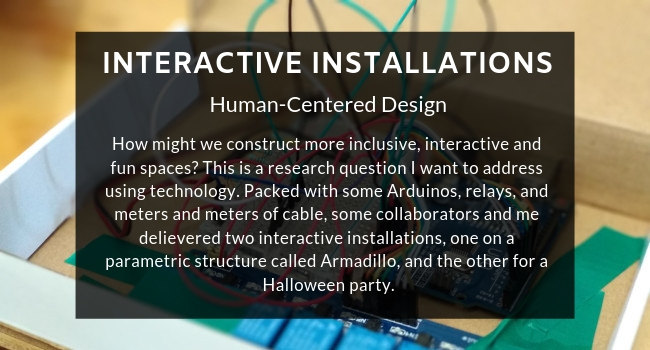 INTERACTIVE INSTALLATIONS
Human-Centered Design
How might we construct more inclusive, interactive and
fun spaces? This is a research question I want to address
using technology. Packed with some Arduinos, relays, and
meters and meters of cable, some collaborators and me
delievered two interactive installations, one on a
parametric structure called Armadillo, and the other for a
Halloween party.